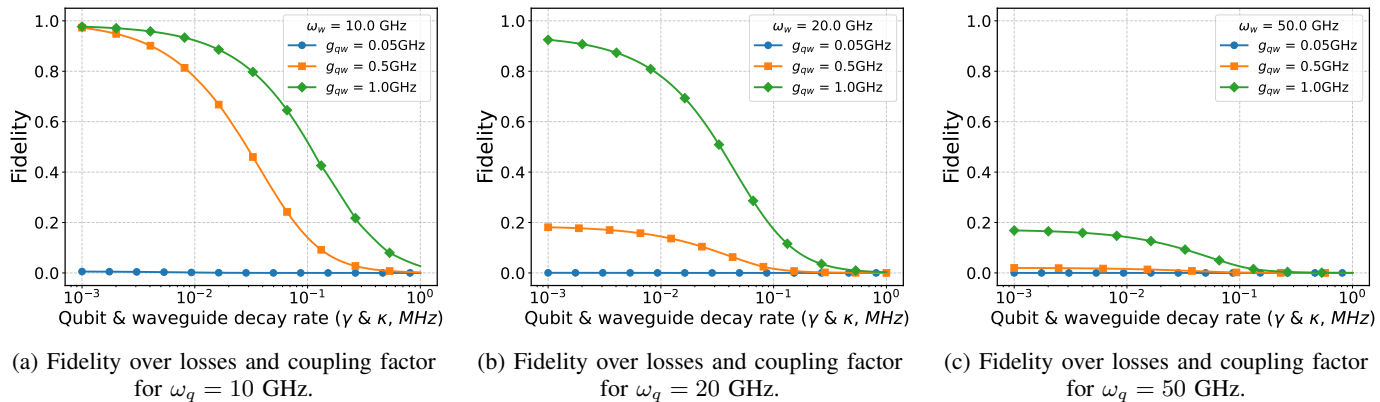 ω_w = 10.0 GHz
g_qw = 0.05GHz
g_qw = 0.5GHz
g_qw = 1.0GHz
Fidelity
1.0
0.8
0.6
0.4
0.2
0.0
10⁻³ 10⁻² 10⁻¹ 10⁰
Qubit & waveguide decay rate (γ & κ, MHz)
(a) Fidelity over losses and coupling factor
for ω_q = 10 GHz.
ω_w = 20.0 GHz
g_qw = 0.05GHz
g_qw = 0.5GHz
g_qw = 1.0GHz
Fidelity
1.0
0.8
0.6
0.4
0.2
0.0
10⁻³ 10⁻² 10⁻¹ 10⁰
Qubit & waveguide decay rate (γ & κ, MHz)
(b) Fidelity over losses and coupling factor
for ω_q = 20 GHz.
ω_w = 50.0 GHz
g_qw = 0.05GHz
g_qw = 0.5GHz
g_qw = 1.0GHz
Fidelity
1.0
0.8
0.6
0.4
0.2
0.0
10⁻³ 10⁻² 10⁻¹ 10⁰
Qubit & waveguide decay rate (γ & κ, MHz)
(c) Fidelity over losses and coupling factor
for ω_q = 50 GHz.